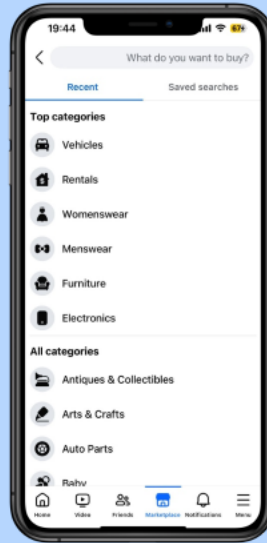 19:44
67
What do you want to buy?
Recent
Saved searches
Top categories
Vehicles
Rentals
Womenswear
Menswear
Furniture
Electronics
All categories
Antiques & Collectibles
Arts & Crafts
Auto Parts
Baby
Home
Video
Friends
Marketplace
Notifications
Menu